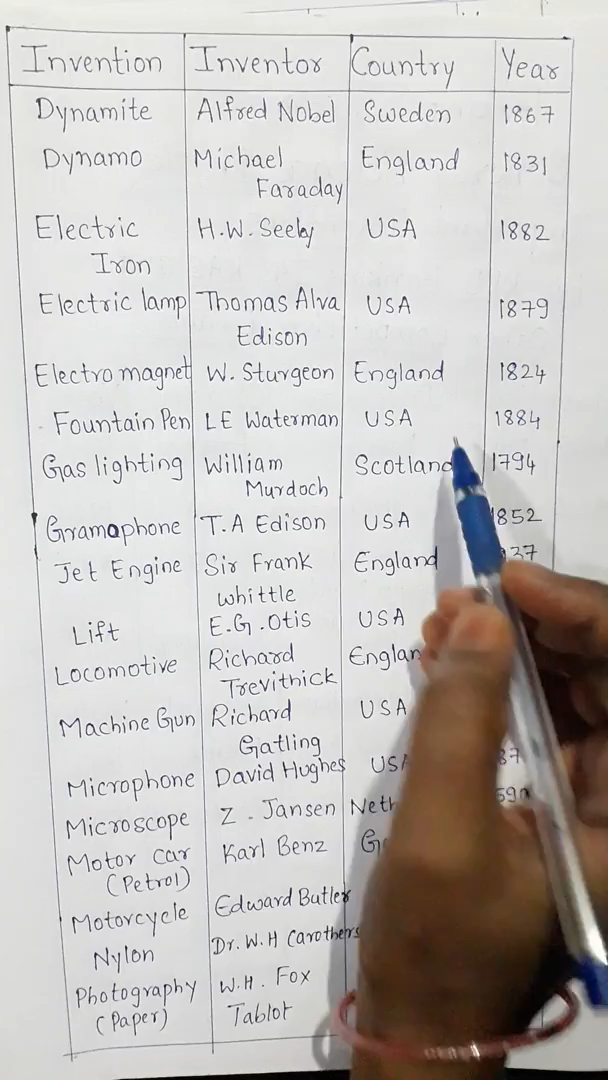 Invention Inventor Country Year
Dynamite Alfred Nobel Sweden 1867
Dynamo Michael England 1831
Faraday
Electric H.W. Seely USA 1882
Iron
Electric lamp Thomas Alva USA 1879
Edison
Electro magnet W. Sturgeon England 1824
Fountain Pen LE Waterman USA 1884
Gas lighting William Scotland 1794
Murdoch
Gramophone T.A Edison USA 1852
Jet Engine Sir Frank England
Whittle
Lift E.G. Otis USA
Locomotive Richard
Trevithick
Machine Gun Richard USA
Gatling
Microphone David Hughes
Microscope Z. Jansen
Motor Car Karl Benz
(Petrol)
Motorcycle Edward Butler
Nylon Dr. W.H Carothers
Photography W.H. Fox
(Paper) Tablot